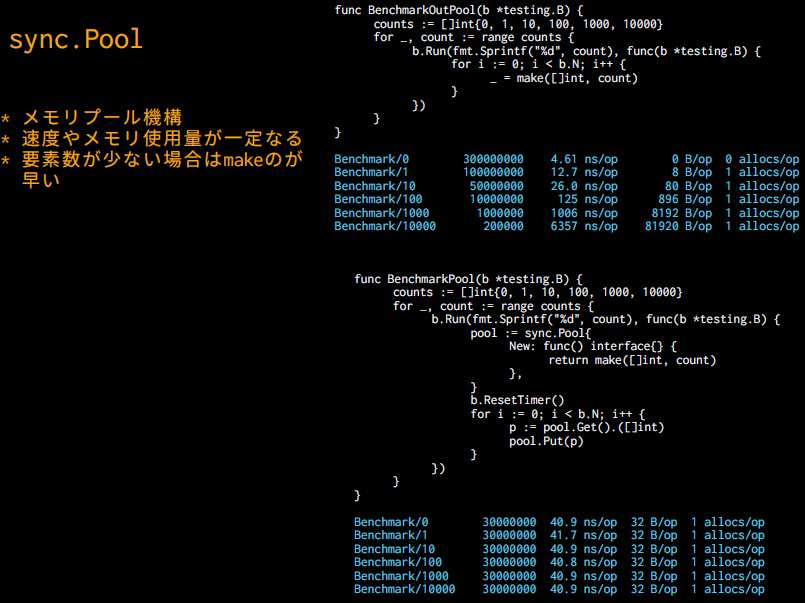 sync.Pool
* メモリプール機構
* 速度やメモリ使用量が一定なる
* 要素数が少ない場合はmakeのが
早い
func BenchmarkOutPool(b *testing.B) {
counts := []int{0, 1, 10, 100, 1000, 10000}
for _, count := range counts {
b.Run(fmt.Sprintf("%d", count), func(b *testing.B) {
for i := 0; i < b.N; i++ {
_ = make([]int, count)
}
})
}
}
Benchmark/0 300000000 4.61 ns/op 0 B/op 0 allocs/op
Benchmark/1 100000000 12.7 ns/op 8 B/op 1 allocs/op
Benchmark/10 50000000 26.0 ns/op 80 B/op 1 allocs/op
Benchmark/100 10000000 125 ns/op 896 B/op 1 allocs/op
Benchmark/1000 1000000 1006 ns/op 8192 B/op 1 allocs/op
Benchmark/10000 200000 6357 ns/op 81920 B/op 1 allocs/op
func BenchmarkPool(b *testing.B) {
counts := []int{0, 1, 10, 100, 1000, 10000}
for _, count := range counts {
b.Run(fmt.Sprintf("%d", count), func(b *testing.B) {
pool := sync.Pool{
New: func() interface{} {
return make([]int, count)
},
}
b.ResetTimer()
for i := 0; i < b.N; i++ {
p := pool.Get().([]int)
pool.Put(p)
}
})
}
}
Benchmark/0 30000000 40.9 ns/op 32 B/op 1 allocs/op
Benchmark/1 30000000 41.7 ns/op 32 B/op 1 allocs/op
Benchmark/10 30000000 40.9 ns/op 32 B/op 1 allocs/op
Benchmark/100 30000000 40.8 ns/op 32 B/op 1 allocs/op
Benchmark/1000 30000000 40.9 ns/op 32 B/op 1 allocs/op
Benchmark/10000 30000000 40.9 ns/op 32 B/op 1 allocs/op